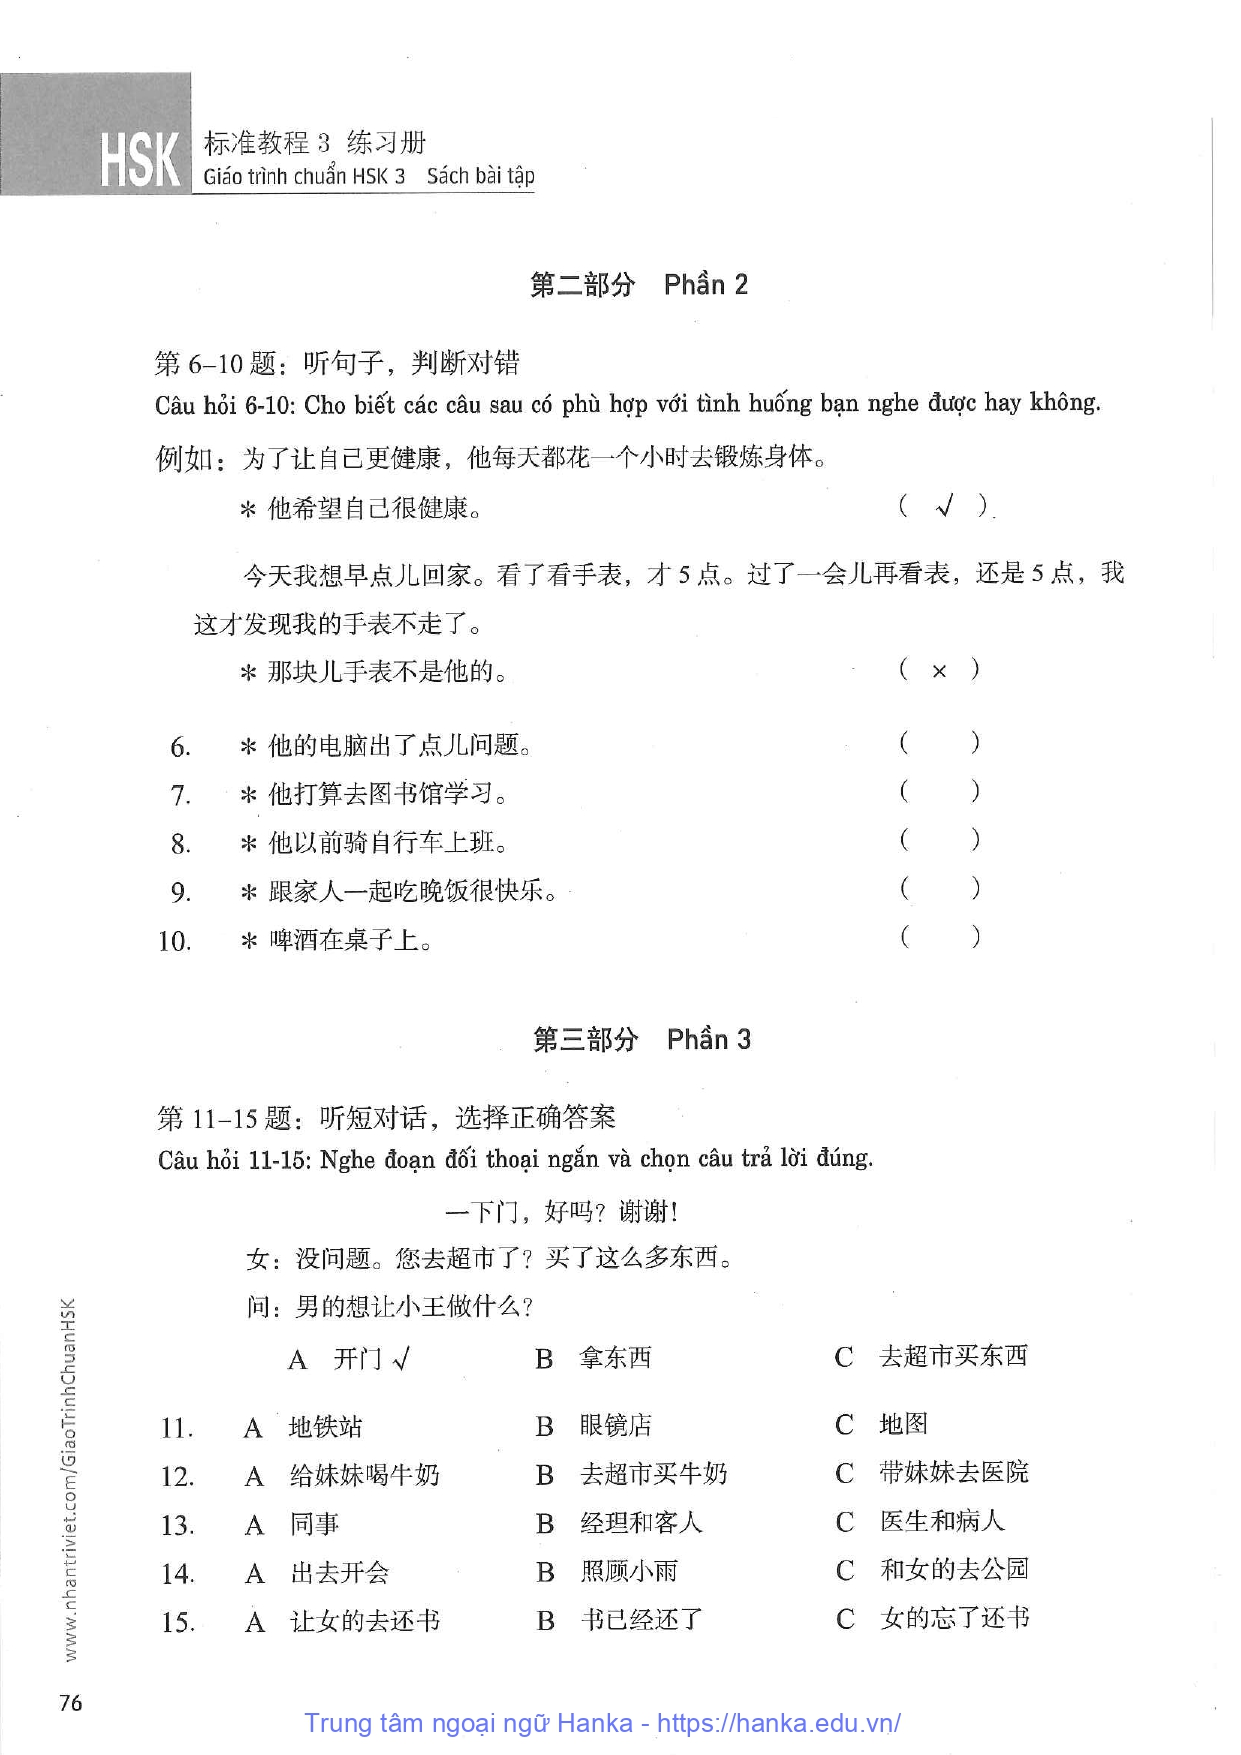 HSK 标准教程 3 练习册
Giáo trình chuẩn HSK 3 Sách bài tập
第二部分 Phần 2
第 6–10 题：听句子，判断对错
Câu hỏi 6-10: Cho biết các câu sau có phù hợp với tình huống bạn nghe được hay không.
例如：为了让自己更健康，他每天都花一个小时去锻炼身体。
＊他希望自己很健康。 （ √ ）
今天我想早点儿回家。看了看手表，才 5 点。过了一会儿再看表，还是 5 点，我
这才发现我的手表不走了。
＊那块儿手表不是他的。 （ × ）
6. ＊他的电脑出了点儿问题。 （ ）
7. ＊他打算去图书馆学习。 （ ）
8. ＊他以前骑自行车上班。 （ ）
9. ＊跟家人一起吃晚饭很快乐。 （ ）
10. ＊啤酒在桌子上。 （ ）
第三部分 Phần 3
第 11–15 题：听短对话，选择正确答案
Câu hỏi 11-15: Nghe đoạn đối thoại ngắn và chọn câu trả lời đúng.
一下门，好吗？谢谢！
女：没问题。您去超市了？买了这么多东西。
问：男的想让小王做什么？
A 开门 √ B 拿东西 C 去超市买东西
11. A 地铁站 B 眼镜店 C 地图
12. A 给妹妹喝牛奶 B 去超市买牛奶 C 带妹妹去医院
13. A 同事 B 经理和客人 C 医生和病人
14. A 出去开会 B 照顾小雨 C 和女的去公园
15. A 让女的去还书 B 书已经还了 C 女的忘了还书
www.nhantriviet.com/GiaoTrinhChuanHSK
76
Trung tâm ngoại ngữ Hanka - https://hanka.edu.vn/